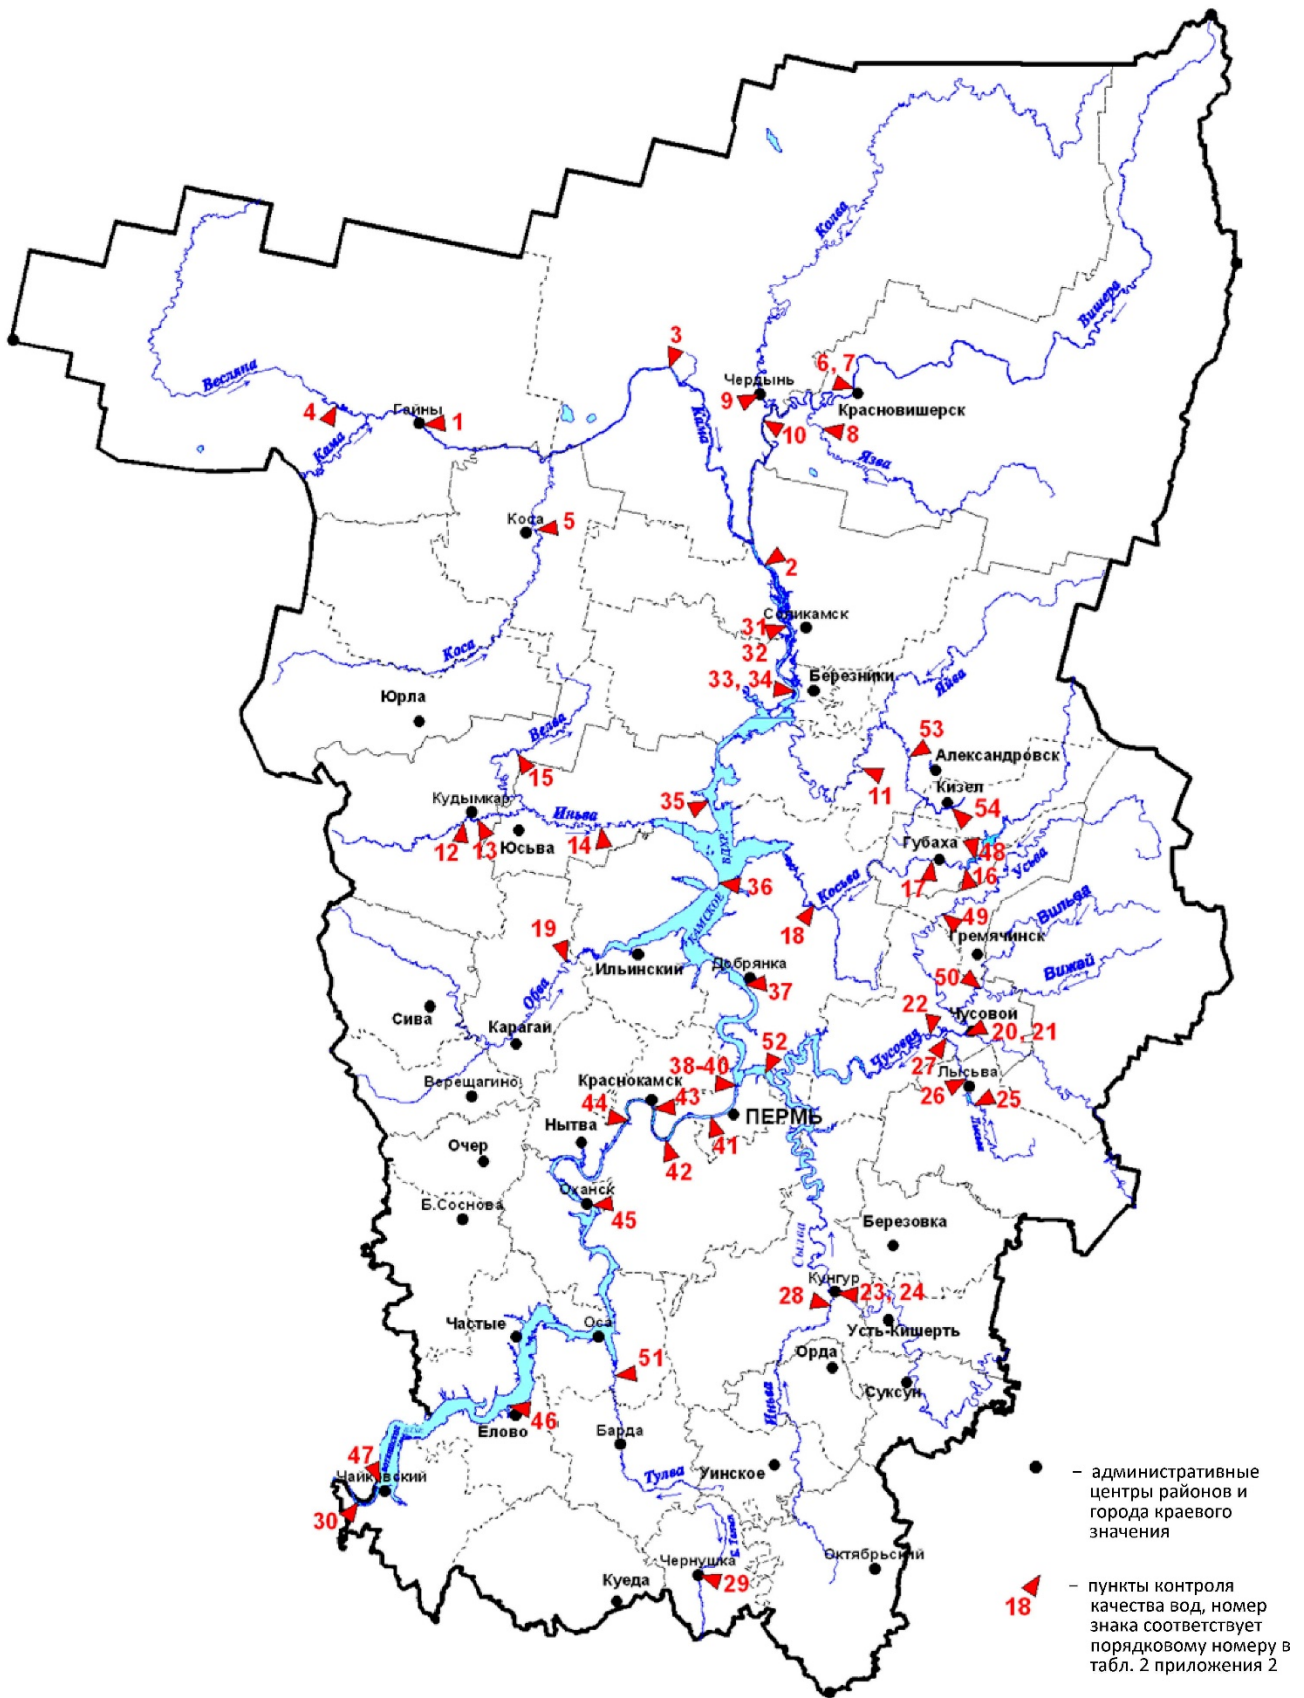 Колва
Вишера
3
6, 7
Чердынь
Весляна
9
Красновишерск
4
Гайны
1
Кама
10
8
Кама
Язва
Коса
5
2
Соликамск
31
32
Коса
33, 34
Березники
Яйва
Юрла
Велва
53
Александровск
15
11
Кизел
Кудымкар
35
54
Иньва
12
13
Юсьва
14
ВДХР.
Губаха
48
Усьва
17
16
36
Косьва
КАМСКОЕ
18
49
Вильва
19
Гремячинск
Ильинский
Добрянка
Вижай
37
50
Обва
Сива
Карагай
22
Чусовой
20, 21
52
Чусовая
27
38-40
Верещагино
Краснокамск
Лысьва
43
26
25
44
Нытва
ПЕРМЬ
41
Очер
42
Оханск
Б.Соснова
45
Березовка
Сылва
Кунгур
28
23, 24
Частые
Оса
Усть-Кишерть
Орда
51
Суксун
Иньва
46
Елово
Барда
47
Чайковский
Тулва
Уинское
30
Октябрьский
Чернушка
29
Куеда
– административные
центры районов и
города краевого
значения
18
– пункты контроля
качества вод, номер
знака соответствует
порядковому номеру в
табл. 2 приложения 2